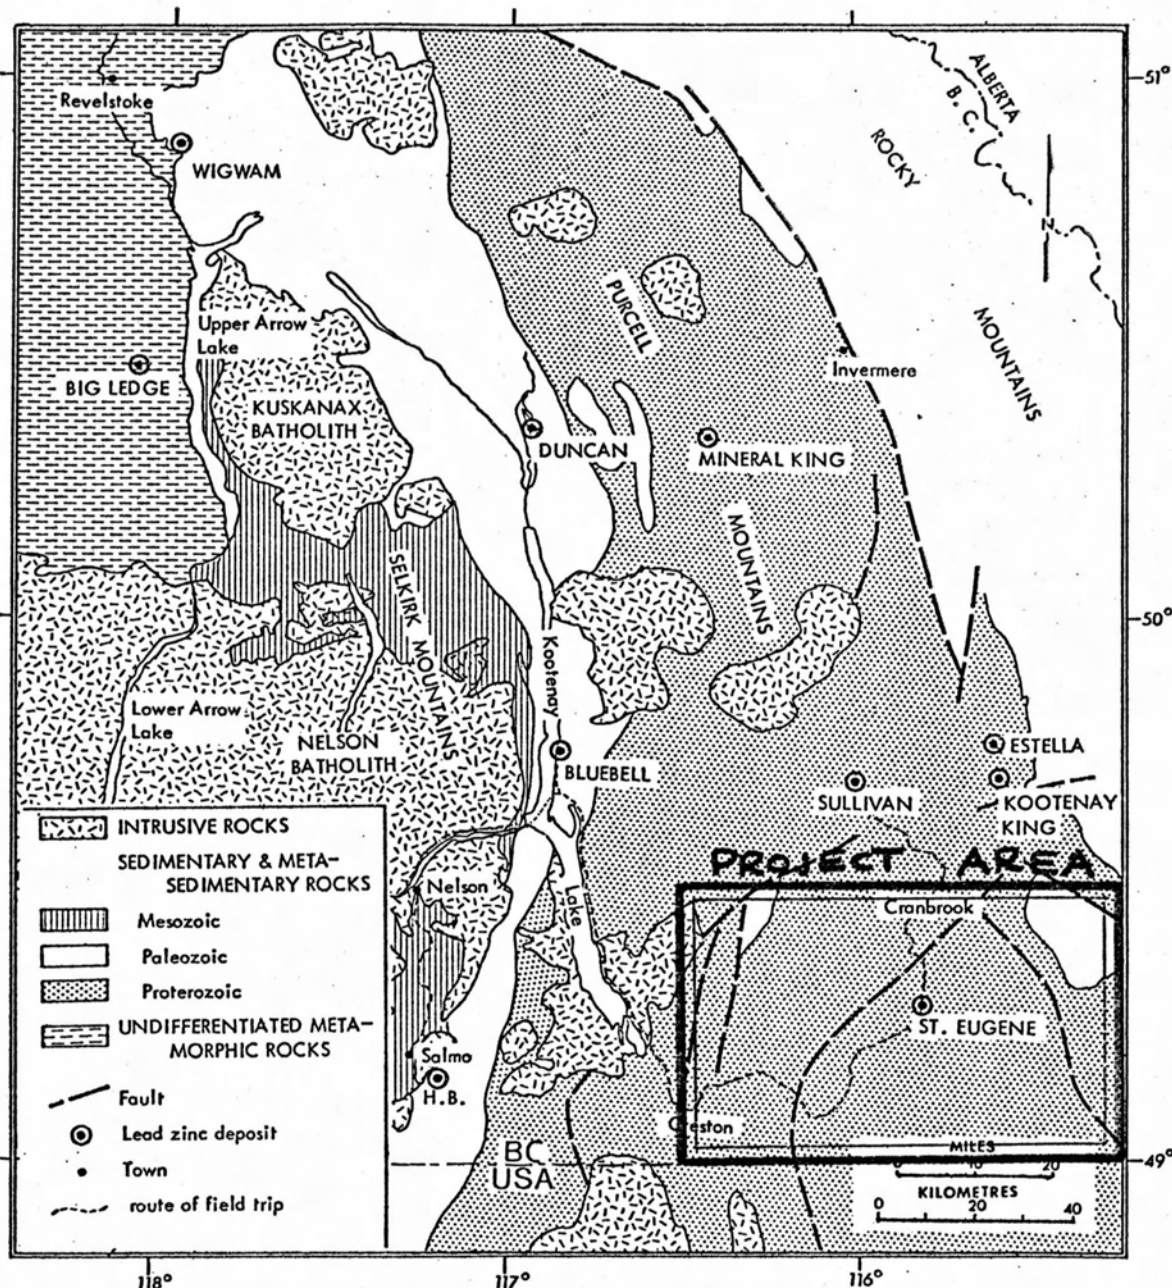 51°
ALBERTA
B. C.
Revelstoke
ROCKY
WIGWAM
N
PURCELL
Upper Arrow
Lake
MOUNTAINS
Invermere
BIG LEDGE
KUSKANAX
BATHOLITH
DUNCAN
MINERAL KING
MOUNTAINS
SELKIRK MOUNTAINS
50°
Kootenay
Lower Arrow
Lake
NELSON
BATHOLITH
BLUEBELL
ESTELLA
SULLIVAN
KOOTENAY
KING
PROJECT AREA
INTRUSIVE ROCKS
SEDIMENTARY & META-
SEDIMENTARY ROCKS
Mesozoic
Paleozoic
Proterozoic
UNDIFFERENTIATED META-
MORPHIC ROCKS
Fault
Lead zinc deposit
Town
route of field trip
Nelson
Lake
Cranbrook
ST. EUGENE
Salmo
H.B.
Creston
BC
USA
49°
MILES
0 10 20
KILOMETRES
0 20 40
118°
117°
116°